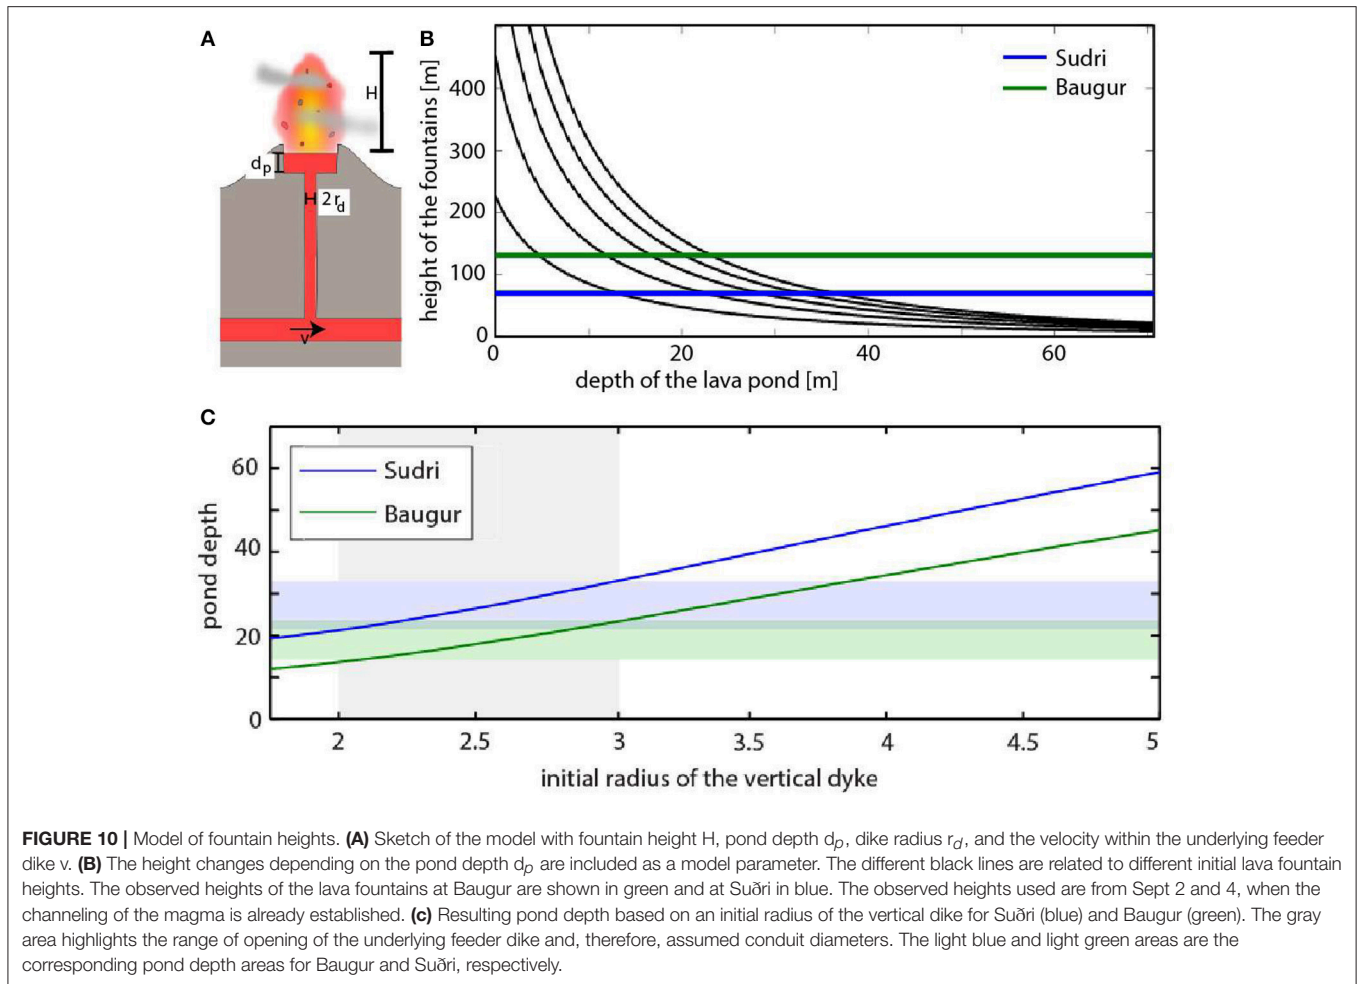 A
H
dp
H 2rd
v
B
height of the fountains [m]
400
300
200
100
0
Sudri
Baugur
0 20 40 60
depth of the lava pond [m]
C
pond depth
60
40
20
0
Sudri
Baugur
2 2.5 3 3.5 4 4.5 5
initial radius of the vertical dyke
FIGURE 10 | Model of fountain heights. (A) Sketch of the model with fountain height H, pond depth dp, dike radius rd, and the velocity within the underlying feeder
dike v. (B) The height changes depending on the pond depth dp are included as a model parameter. The different black lines are related to different initial lava fountain
heights. The observed heights of the lava fountains at Baugur are shown in green and at Suðri in blue. The observed heights used are from Sept 2 and 4, when the
channeling of the magma is already established. (c) Resulting pond depth based on an initial radius of the vertical dike for Suðri (blue) and Baugur (green). The gray
area highlights the range of opening of the underlying feeder dike and, therefore, assumed conduit diameters. The light blue and light green areas are the
corresponding pond depth areas for Baugur and Suðri, respectively.